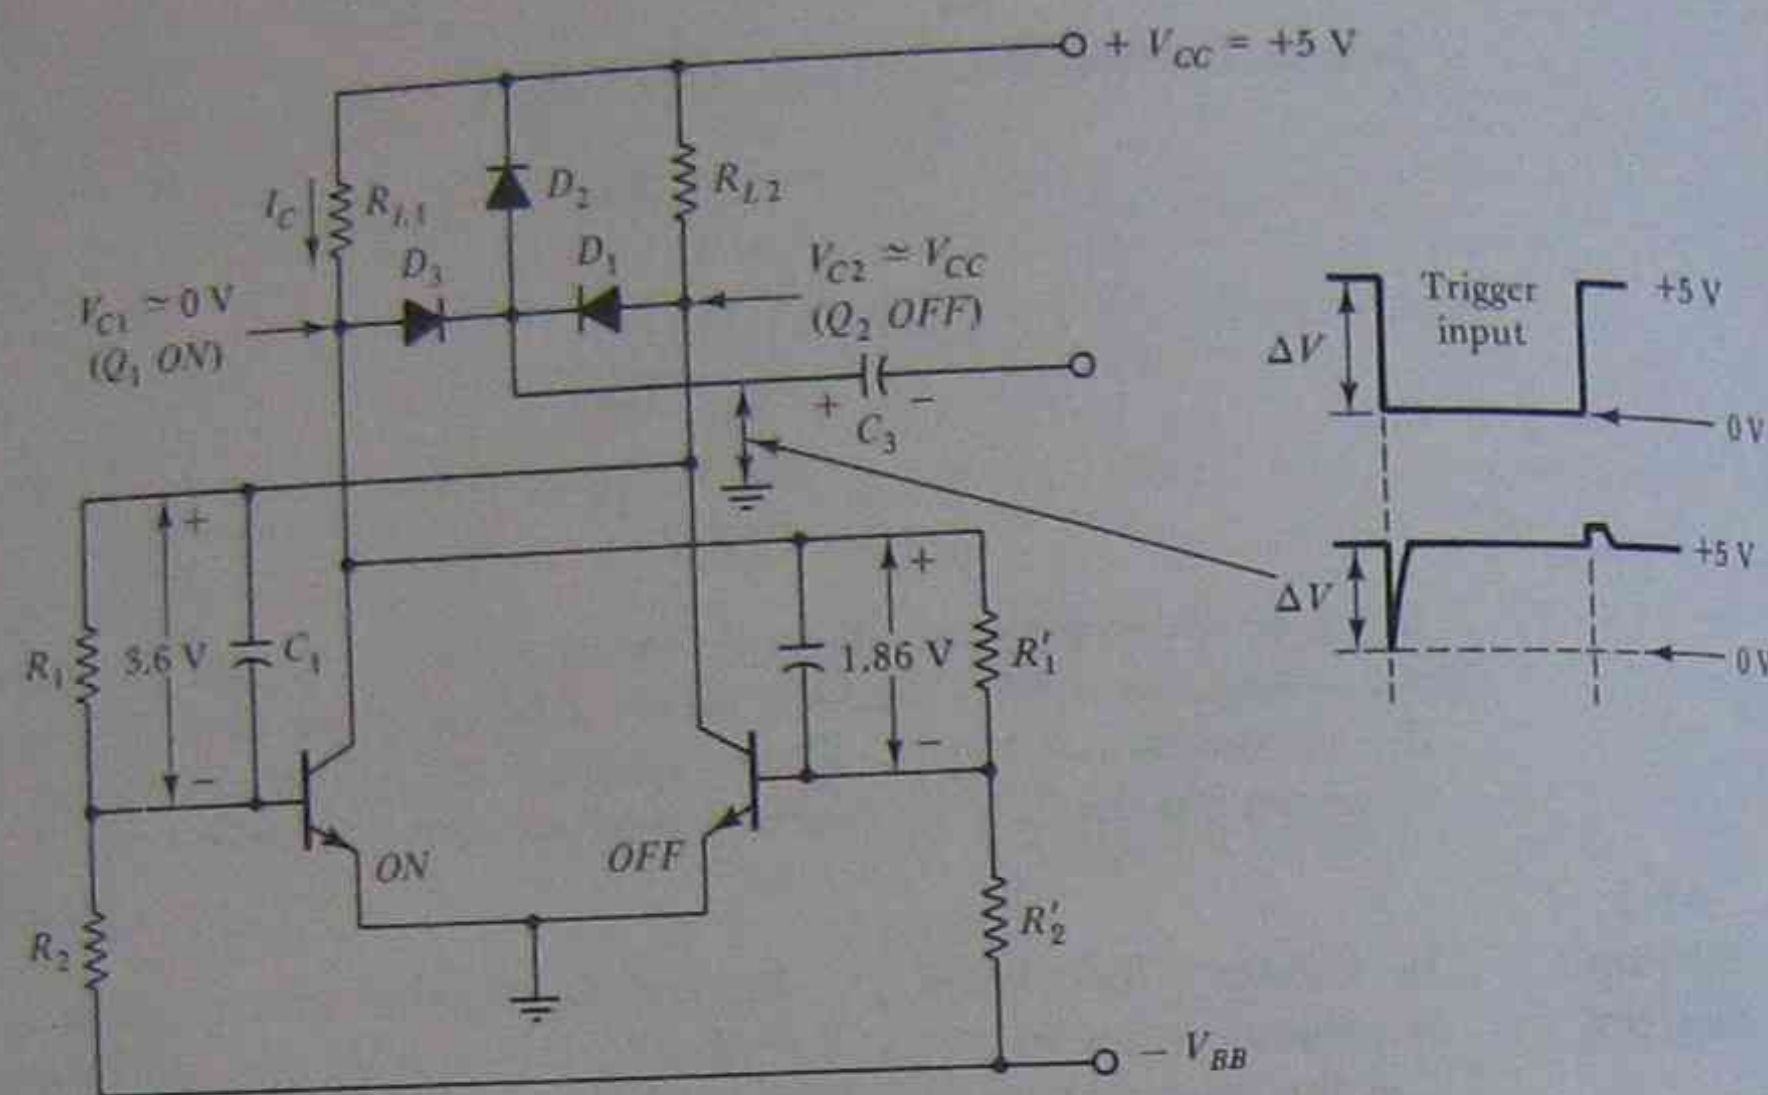 + V_CC = +5 V
I_C
R_L1
D_2
R_L2
D_3
D_1
V_C1 ≃ 0 V
(Q_1 ON)
V_C2 ≃ V_CC
(Q_2 OFF)
+ C_3 −
Trigger
input
ΔV
+5 V
0 V
ΔV
+5 V
0 V
+
−
R_1
3.6 V
C_1
+
−
1.86 V
R′_1
ON
OFF
R_2
R′_2
− V_BB